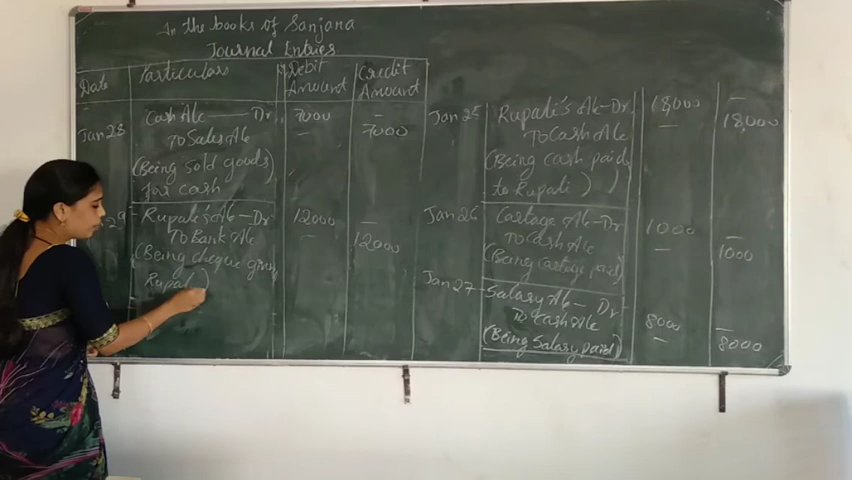 In the books of Sanjana
Journal Entries
Date Particulars Debit Amount Credit Amount
Jan 28 Cash A/c — Dr 7000 –
To Sales A/c – 7000
(Being sold goods
for cash
29 Rupali's A/c – Dr 12000 –
To Bank A/c – 12000
(Being cheque given
Rupali)
Jan 25 Rupali's A/c – Dr. 18,000 –
To Cash A/c – 18,000
(Being cash paid
to Rupali)
Jan 26 Cartage A/c – Dr 1000 –
To Cash A/c – 1000
(Being cartage paid)
Jan 27 Salary A/c – Dr 8000 –
To Cash A/c – 8000
(Being Salary paid)